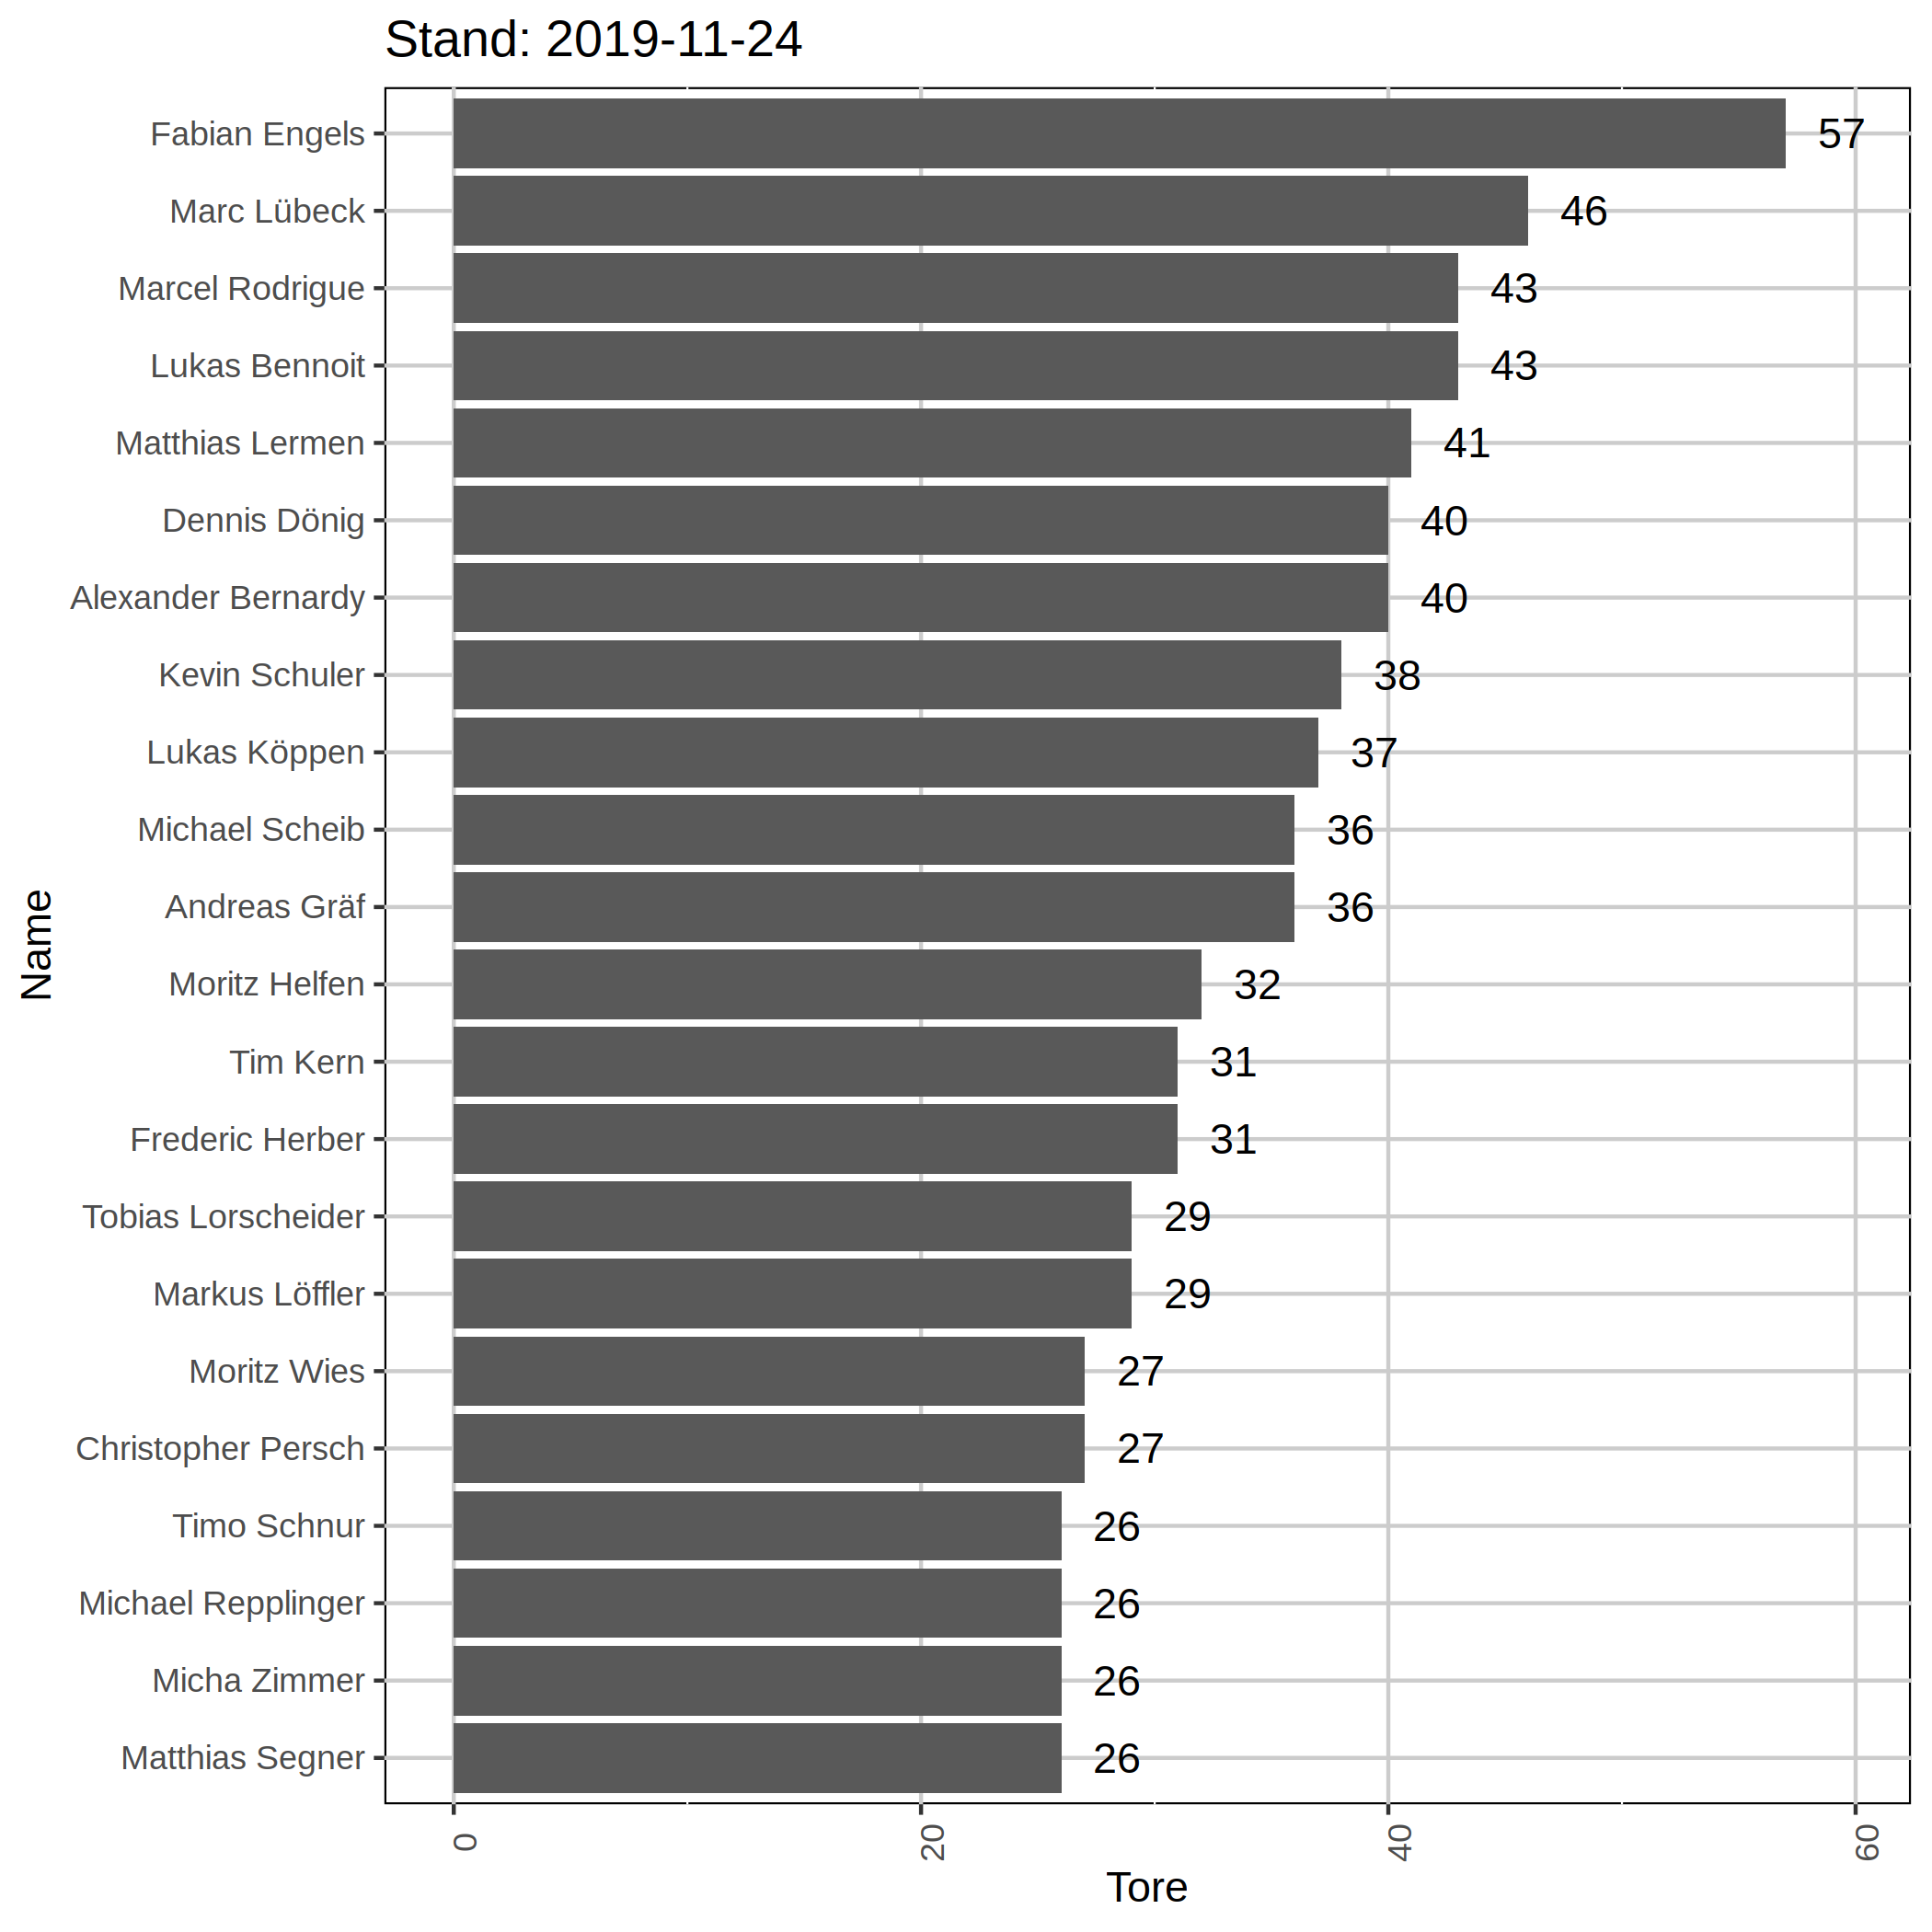 Stand: 2019-11-24
Fabian Engels 57
Marc Lübeck 46
Marcel Rodrigue 43
Lukas Bennoit 43
Matthias Lermen 41
Dennis Dönig 40
Alexander Bernardy 40
Kevin Schuler 38
Lukas Köppen 37
Michael Scheib 36
Andreas Gräf 36
Moritz Helfen 32
Tim Kern 31
Frederic Herber 31
Tobias Lorscheider 29
Markus Löffler 29
Moritz Wies 27
Christopher Persch 27
Timo Schnur 26
Michael Repplinger 26
Micha Zimmer 26
Matthias Segner 26
Name
0 20 40 60
Tore